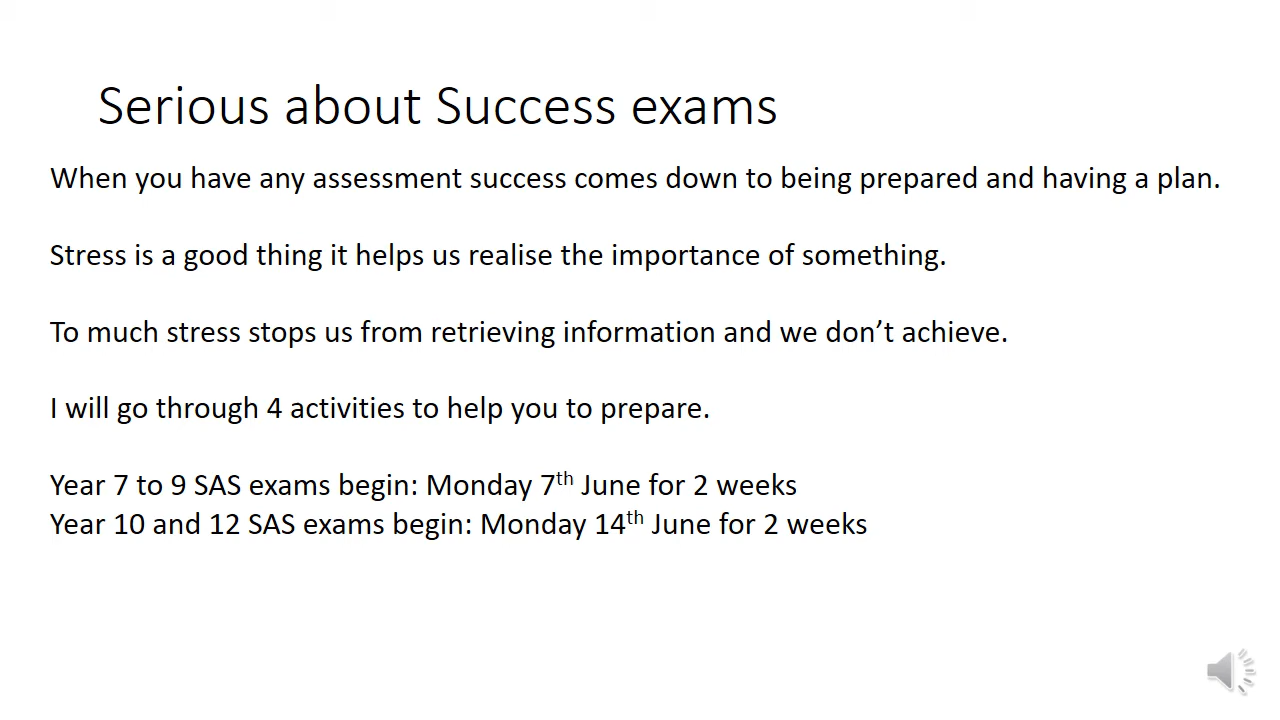 Serious about Success exams
When you have any assessment success comes down to being prepared and having a plan.
Stress is a good thing it helps us realise the importance of something.
To much stress stops us from retrieving information and we don’t achieve.
I will go through 4 activities to help you to prepare.
Year 7 to 9 SAS exams begin: Monday 7th June for 2 weeks
Year 10 and 12 SAS exams begin: Monday 14th June for 2 weeks